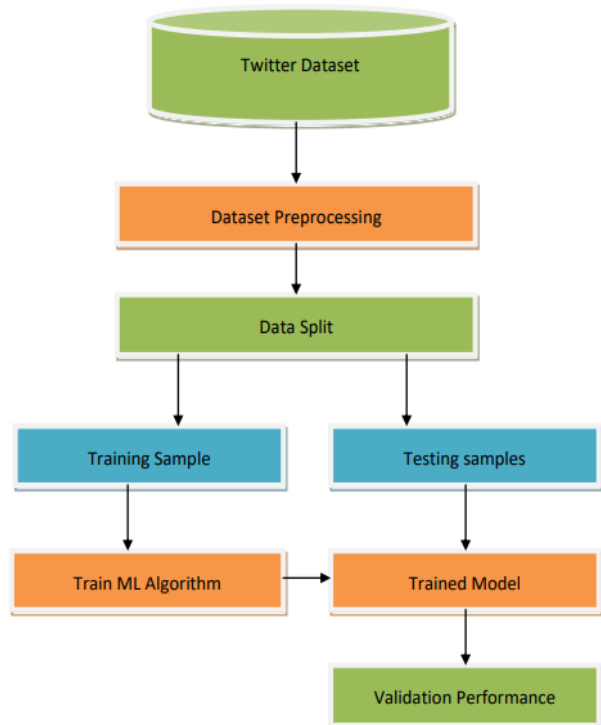 Twitter Dataset
Dataset Preprocessing
Data Split
Training Sample
Testing samples
Train ML Algorithm
Trained Model
Validation Performance